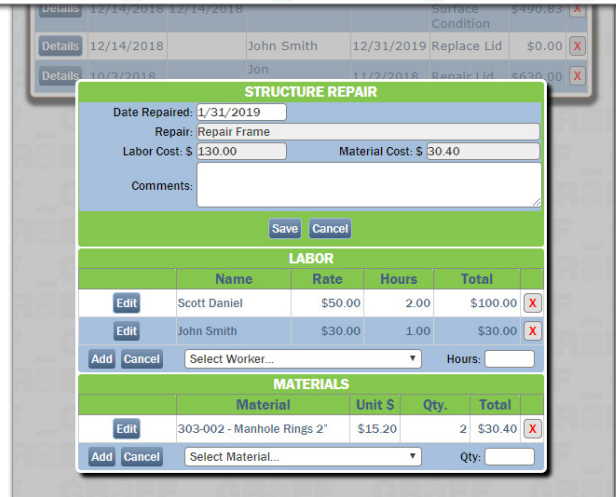 Details 12/14/2018 12/14/2018 Surface $490.83 X
Condition
Details 12/14/2018 John Smith 12/31/2019 Replace Lid $0.00 X
Jon
Details 10/3/2018 11/2/2018 Repair Lid $630.00 X
STRUCTURE REPAIR
Date Repaired: 1/31/2019
Repair: Repair Frame
Labor Cost: $ 130.00 Material Cost: $ 30.40
Comments:
Save Cancel
LABOR
Name Rate Hours Total
Edit Scott Daniel $50.00 2.00 $100.00 X
Edit John Smith $30.00 1.00 $30.00 X
Add Cancel Select Worker... Hours:
MATERIALS
Material Unit $ Qty. Total
Edit 303-002 - Manhole Rings 2" $15.20 2 $30.40 X
Add Cancel Select Material... Qty: